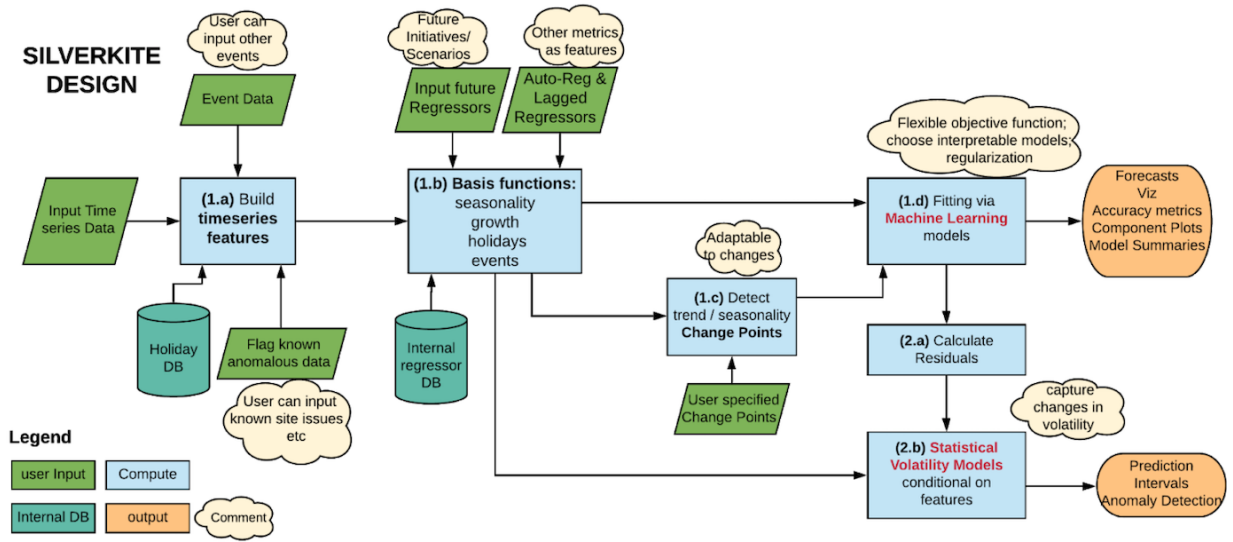 SILVERKITE
DESIGN
User can
input other
events
Event Data
Input Time
series Data
(1.a) Build
timeseries
features
Holiday
DB
Flag known
anomalous data
User can input
known site issues
etc
Future
Initiatives/
Scenarios
Other metrics
as features
Input future
Regressors
Auto-Reg &
Lagged
Regressors
(1.b) Basis functions:
seasonality
growth
holidays
events
Internal
regressor
DB
Adaptable
to changes
(1.c) Detect
trend / seasonality
Change Points
User specified
Change Points
Flexible objective function;
choose interpretable models;
regularization
(1.d) Fitting via
Machine Learning
models
Forecasts
Viz
Accuracy metrics
Component Plots
Model Summaries
(2.a) Calculate
Residuals
capture
changes in
volatility
(2.b) Statistical
Volatility Models
conditional on
features
Prediction
Intervals
Anomaly Detection
Legend
user Input
Compute
Internal DB
output
Comment